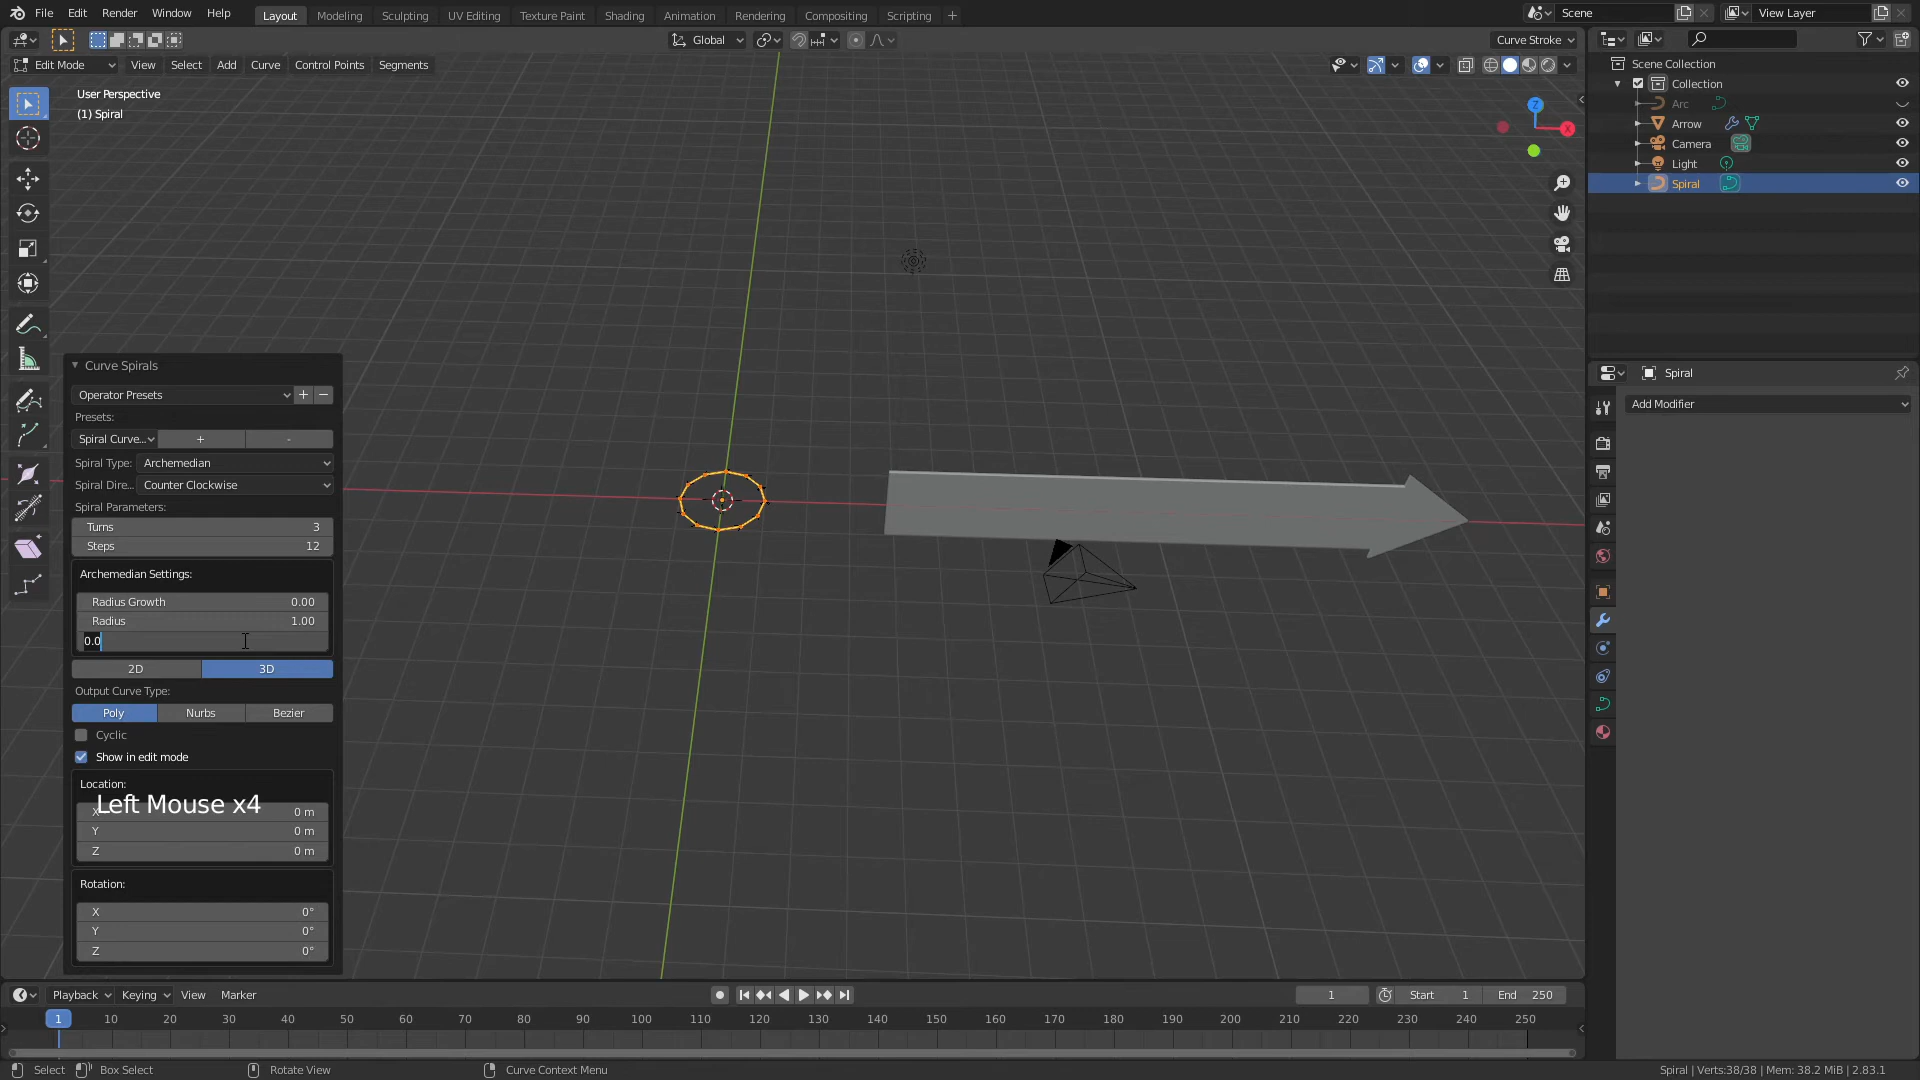 File Edit Render Window Help
Layout Modeling Sculpting UV Editing Texture Paint Shading Animation Rendering Compositing Scripting +
Scene
View Layer
Global
Curve Stroke
Edit Mode View Select Add Curve Control Points Segments
User Perspective
(1) Spiral
Z
X
Scene Collection
Collection
Arc
Arrow
Camera
Light
Spiral
Spiral
Add Modifier
Curve Spirals
Operator Presets + −
Presets:
Spiral Curve... + -
Spiral Type: Archemedian
Spiral Dire... Counter Clockwise
Spiral Parameters:
Turns 3
Steps 12
Archemedian Settings:
Radius Growth 0.00
Radius 1.00
0.0
2D 3D
Output Curve Type:
Poly Nurbs Bezier
Cyclic
Show in edit mode
Location:
Left Mouse x4
X 0 m
Y 0 m
Z 0 m
Rotation:
X 0°
Y 0°
Z 0°
Playback Keying View Marker
1 Start 1 End 250
1 10 20 30 40 50 60 70 80 90 100 110 120 130 140 150 160 170 180 190 200 210 220 230 240 250
Select Box Select Rotate View Curve Context Menu
Spiral | Verts:38/38 | Mem: 38.2 MiB | 2.83.1